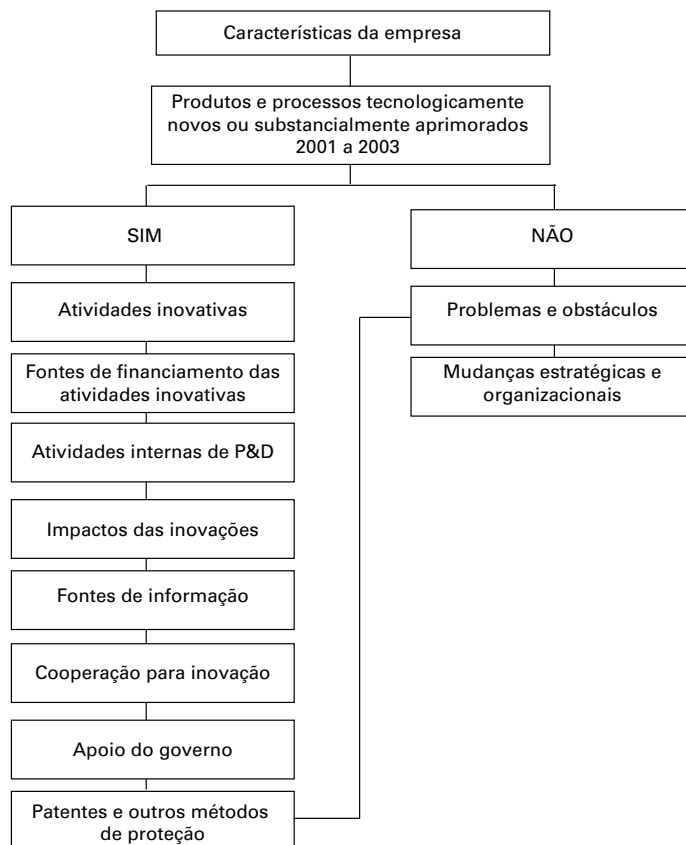 Características da empresa
Produtos e processos tecnologicamente
novos ou substancialmente aprimorados
2001 a 2003
SIM
NÃO
Atividades inovativas
Problemas e obstáculos
Fontes de financiamento das
atividades inovativas
Mudanças estratégicas e
organizacionais
Atividades internas de P&D
Impactos das inovações
Fontes de informação
Cooperação para inovação
Apoio do governo
Patentes e outros métodos
de proteção